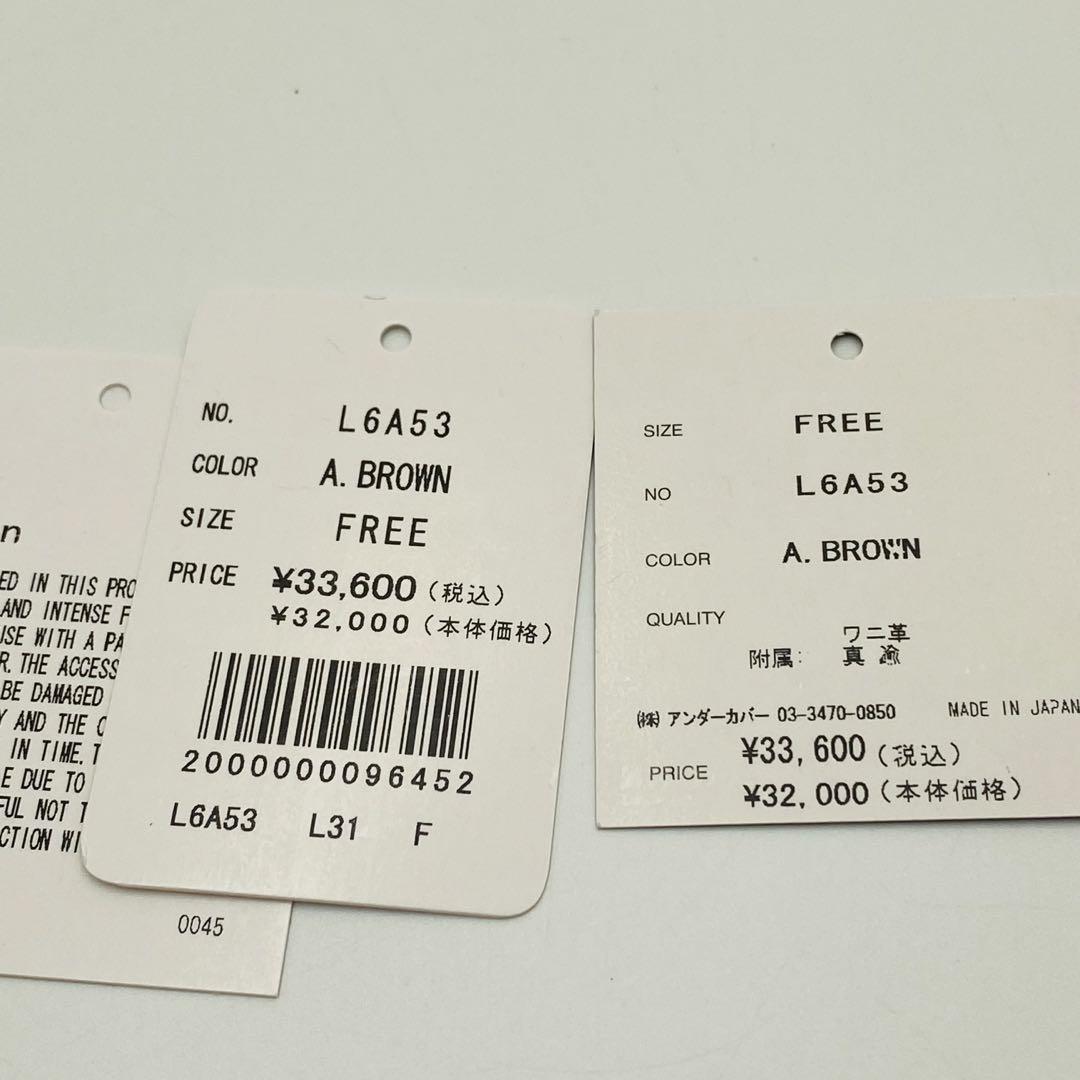 n
ED IN THIS PRO
AND INTENSE F
ISE WITH A PA
R. THE ACCESS
BE DAMAGED
Y AND THE
IN TIME. T
E DUE TO
FUL NOT T
CTION WI
0045
NO. L6A53
COLOR A. BROWN
SIZE FREE
PRICE ¥33,600 (税込)
¥32,000 (本体価格)
2000000096452
L6A53 L31 F
SIZE FREE
NO L6A53
COLOR A. BROWN
QUALITY
ワニ革
附属: 真鍮
(株) アンダーカバー 03-3470-0850 MADE IN JAPAN
PRICE ¥33,600 (税込)
¥32,000 (本体価格)